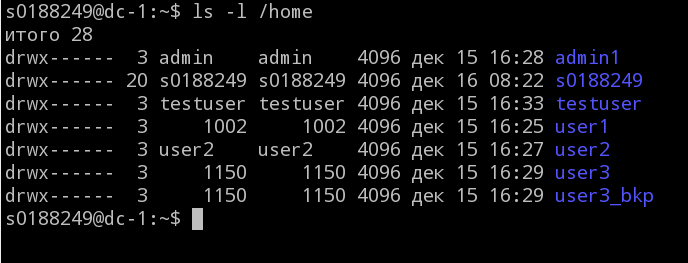 s0188249@dc-1:~$ ls -l /home
итого 28
drwx------  3 admin    admin    4096 дек 15 16:28 admin1
drwx------ 20 s0188249 s0188249 4096 дек 16 08:22 s0188249
drwx------  3 testuser testuser 4096 дек 15 16:33 testuser
drwx------  3     1002     1002 4096 дек 15 16:25 user1
drwx------  3 user2    user2    4096 дек 15 16:27 user2
drwx------  3     1150     1150 4096 дек 15 16:29 user3
drwx------  3     1150     1150 4096 дек 15 16:29 user3_bkp
s0188249@dc-1:~$